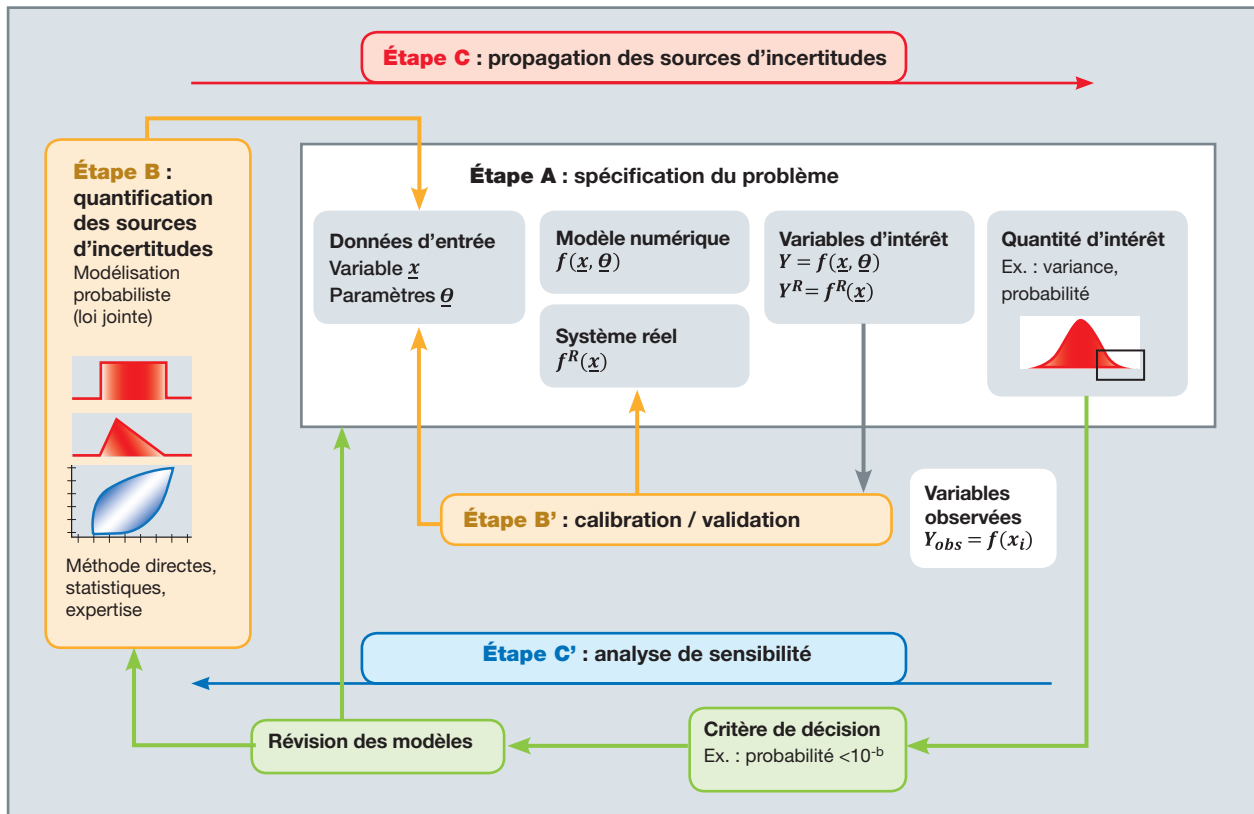 Étape C : propagation des sources d'incertitudes
Étape B :
quantification
des sources
d'incertitudes
Modélisation
probabiliste
(loi jointe)
Méthode directes,
statistiques,
expertise
Étape A : spécification du problème
Données d'entrée
Variable x
Paramètres θ
Modèle numérique
f(x, θ)
Système réel
f^R(x)
Variables d'intérêt
Y = f(x, θ)
Y^R = f^R(x)
Quantité d'intérêt
Ex. : variance,
probabilité
Étape B' : calibration / validation
Variables
observées
Y_obs = f(x_i)
Étape C' : analyse de sensibilité
Révision des modèles
Critère de décision
Ex. : probabilité <10^-b